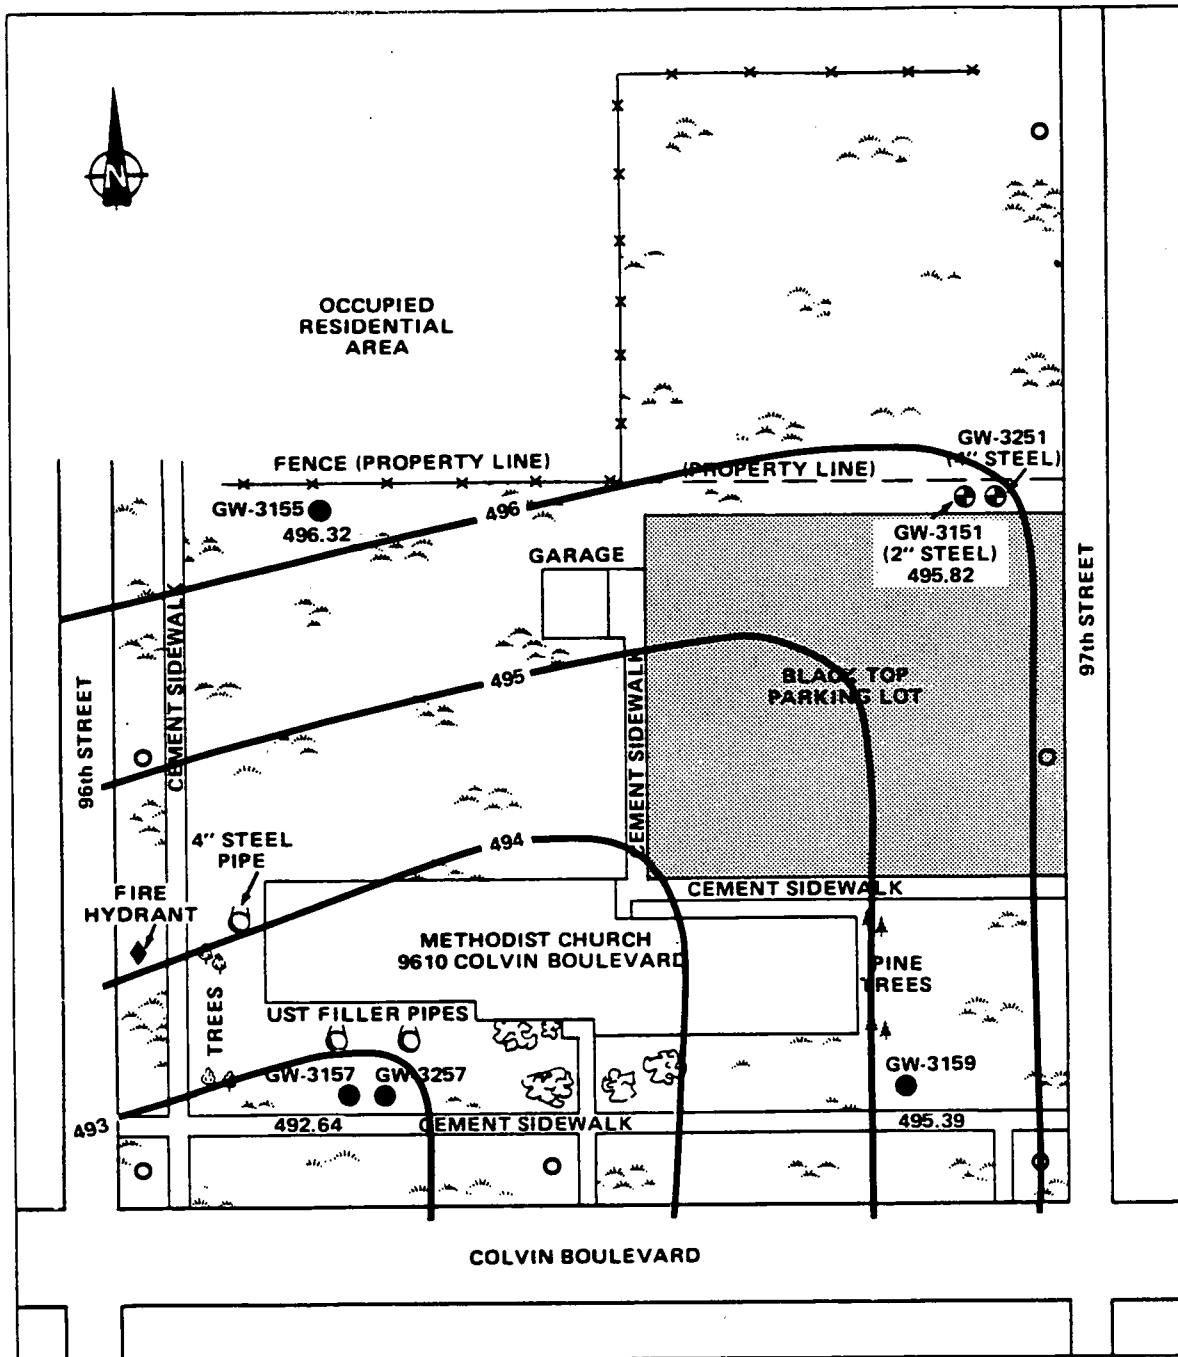 N
OCCUPIED
RESIDENTIAL
AREA
GW-3251
(4" STEEL)
FENCE (PROPERTY LINE)
(PROPERTY LINE)
GW-3155
496.32
496
GW-3151
(2" STEEL)
495.82
GARAGE
CEMENT SIDEWALK
97th STREET
495
BLACK TOP
PARKING LOT
CEMENT SIDEWALK
96th STREET
4" STEEL
PIPE
494
FIRE
HYDRANT
CEMENT SIDEWALK
METHODIST CHURCH
9610 COLVIN BOULEVARD
PINE
TREES
TREES
UST FILLER PIPES
GW-3157
GW-3257
GW-3159
493
492.64
CEMENT SIDEWALK
495.39
COLVIN BOULEVARD